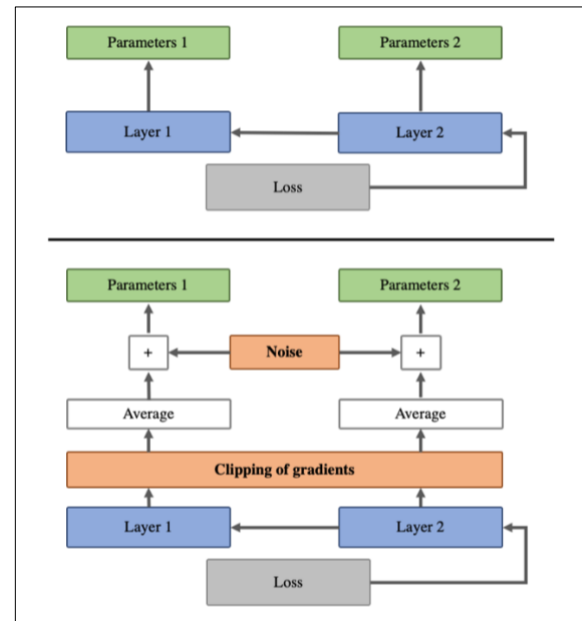 Parameters 1
Parameters 2
Layer 1
Layer 2
Loss
Parameters 1
Parameters 2
+
Noise
+
Average
Average
Clipping of gradients
Layer 1
Layer 2
Loss